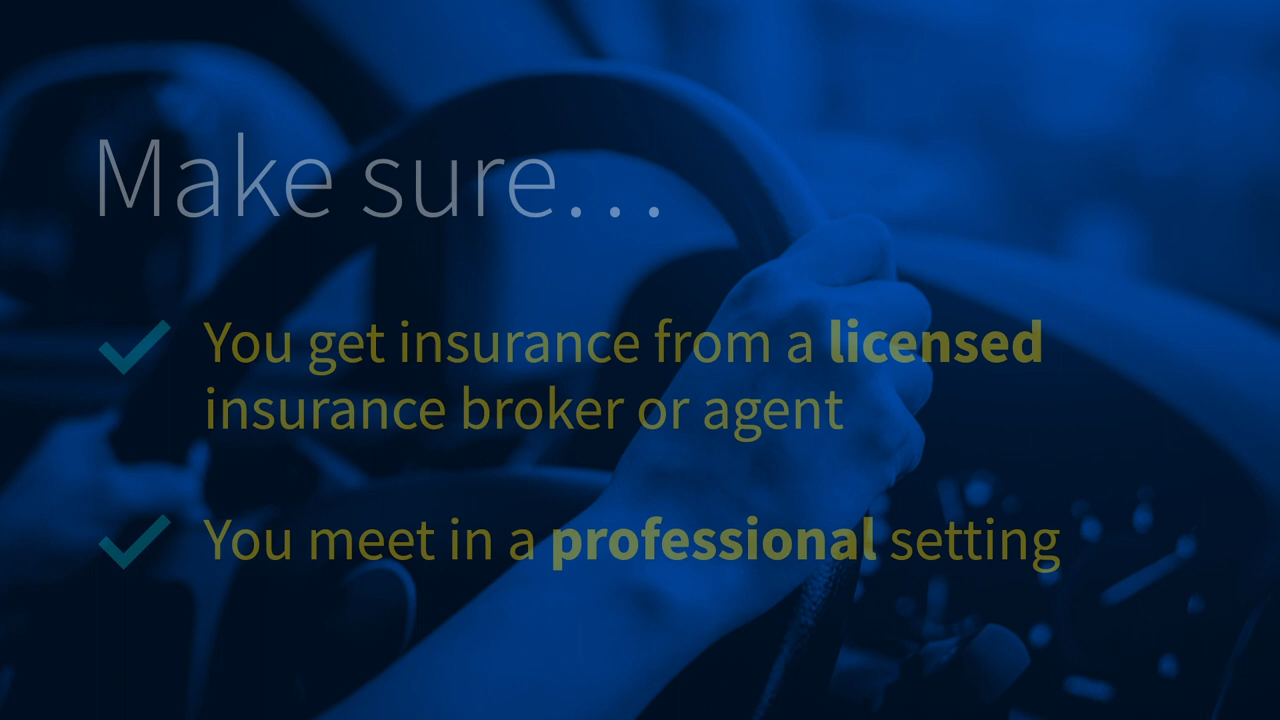 Make sure…
You get insurance from a licensed
insurance broker or agent
You meet in a professional setting